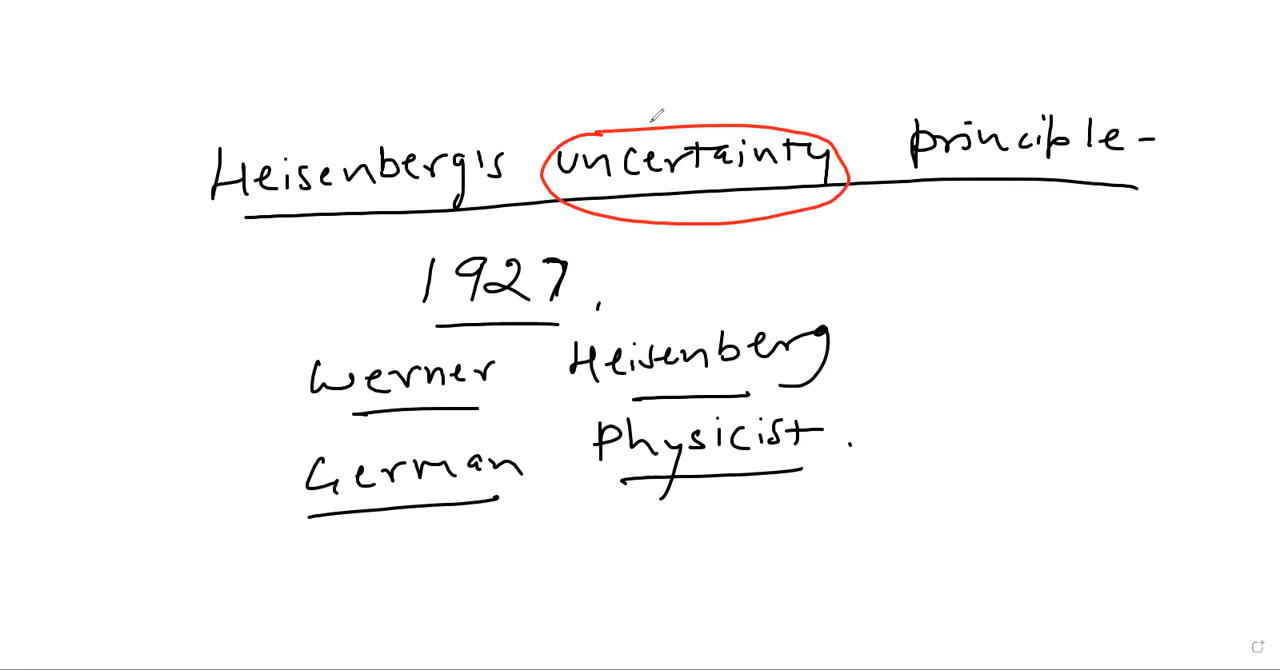 Heisenberg's uncertainty principle-
1927.
Werner Heisenberg
German Physicist.